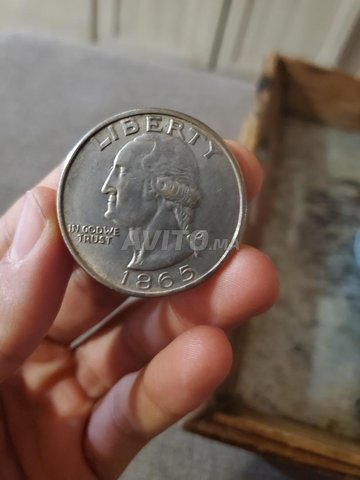 LIBERTY
IN GOD WE
TRUST
AVITO.ma
1865